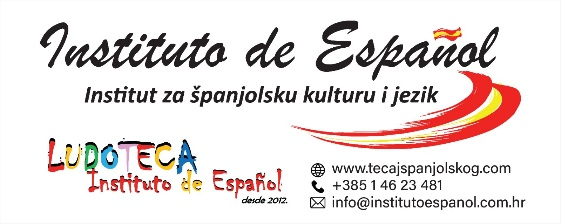 Instituto de Español
Institut za španjolsku kulturu i jezik
LUDOTECA
Instituto de Español
desde 2012.
www.tecajspanjolskog.com
+385 1 46 23 481
info@institutoespanol.com.hr